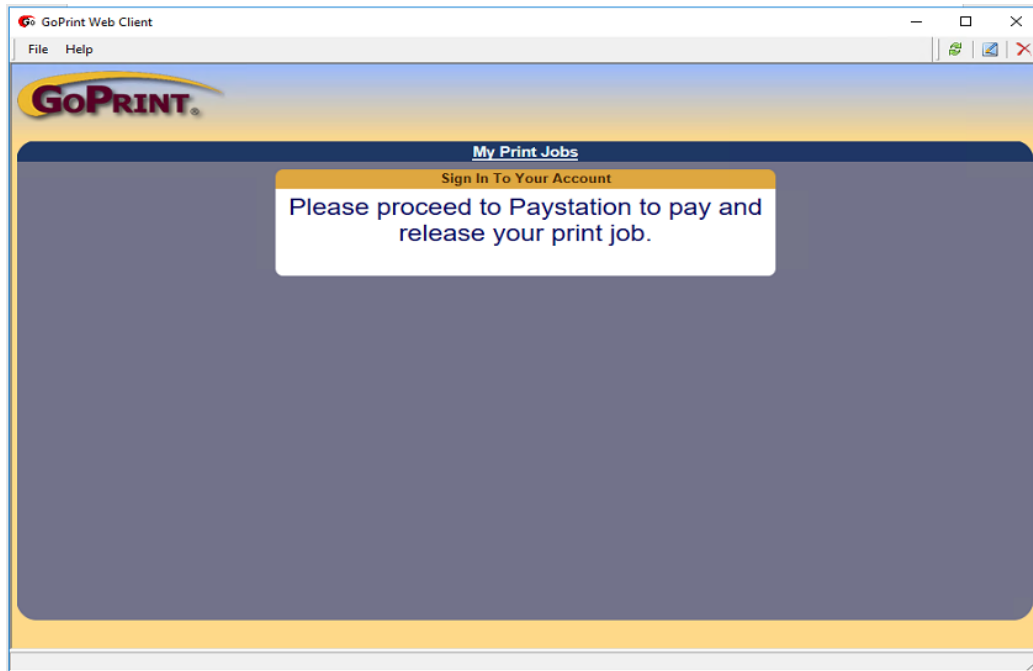 GoPrint Web Client
File Help
GOPRINT®
My Print Jobs
Sign In To Your Account
Please proceed to Paystation to pay and
release your print job.